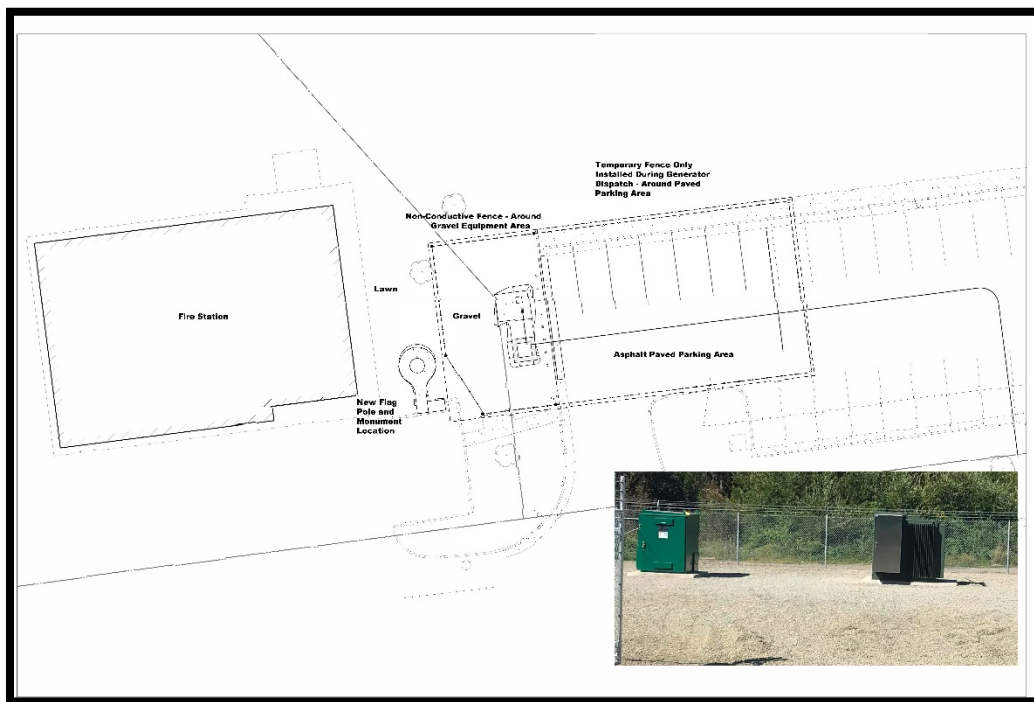 Temporary Fence Only
Installed During Generator
Dispatch - Around Paved
Parking Area
Non-Conductive Fence - Around
Gravel Equipment Area
Lawn
Fire Station
Gravel
Asphalt Paved Parking Area
New Flag
Pole and
Monument
Location